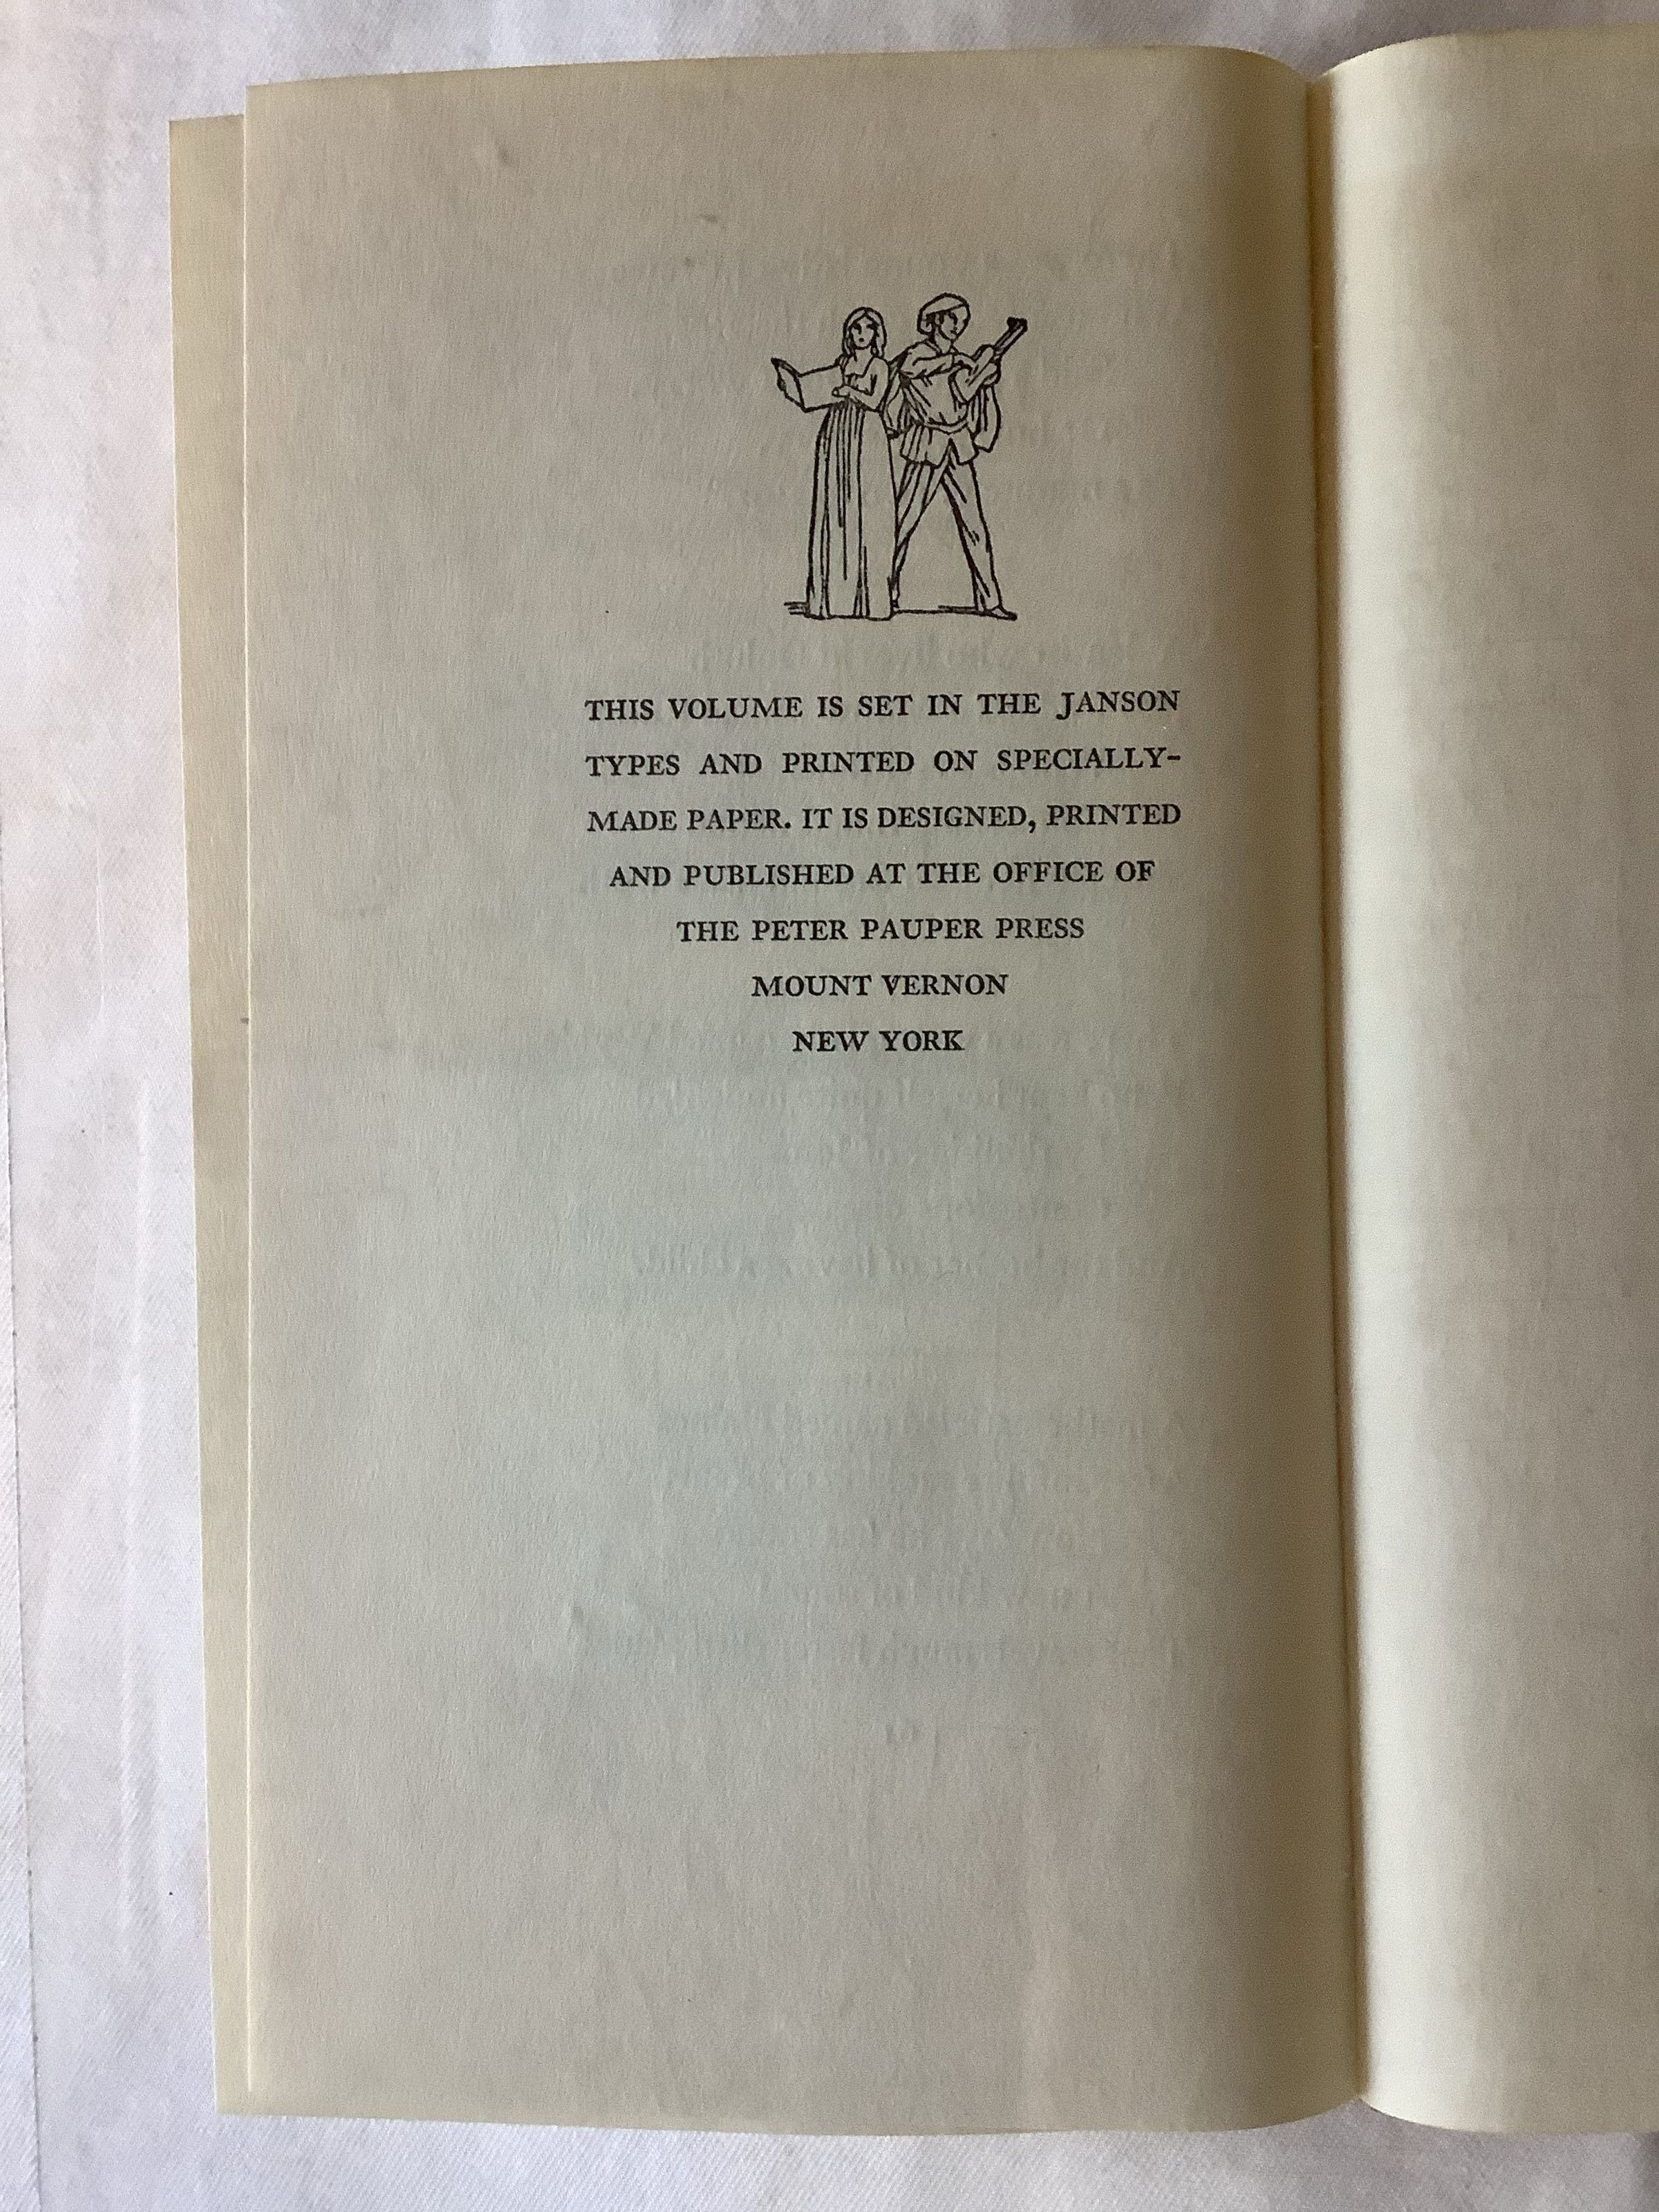 THIS VOLUME IS SET IN THE JANSON
TYPES AND PRINTED ON SPECIALLY-
MADE PAPER. IT IS DESIGNED, PRINTED
AND PUBLISHED AT THE OFFICE OF
THE PETER PAUPER PRESS
MOUNT VERNON
NEW YORK